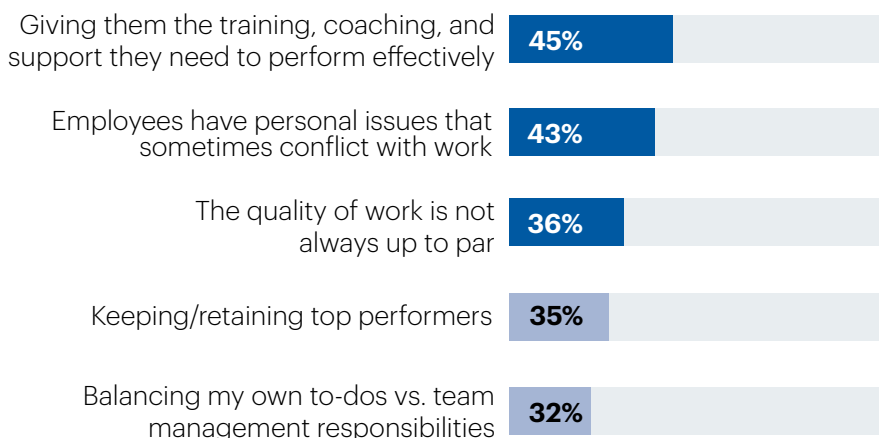 Giving them the training, coaching, and
support they need to perform effectively
45%
Employees have personal issues that
sometimes conflict with work
43%
The quality of work is not
always up to par
36%
Keeping/retaining top performers
35%
Balancing my own to-dos vs. team
management responsibilities
32%